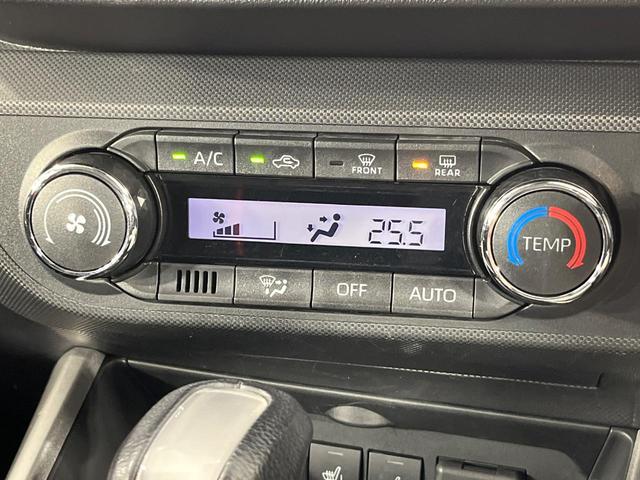 A/C
FRONT
REAR
25.5
TEMP
OFF
AUTO